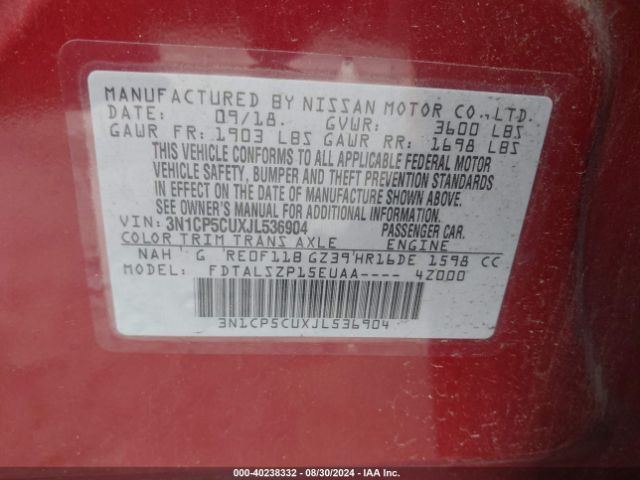 MANUFACTURED BY NISSAN MOTOR CO.,LTD.
DATE: 09/18. GVWR: 3600 LBS
GAWR FR: 1903 LBS GAWR RR: 1698 LBS
THIS VEHICLE CONFORMS TO ALL APPLICABLE FEDERAL MOTOR
VEHICLE SAFETY, BUMPER AND THEFT PREVENTION STANDARDS
IN EFFECT ON THE DATE OF MANUFACTURE SHOWN ABOVE.
SEE OWNER'S MANUAL FOR ADDITIONAL INFORMATION.
VIN: 3N1CP5CUXJL536904 PASSENGER CAR.
COLOR TRIM TRANS AXLE ENGINE
NAH G RE0F11B GZ39 HR16DE 1598 CC
MODEL: FDTALSZP15EUAA---- 4Z000
3N1CP5CUXJL536904
000-40238332 - 08/30/2024 - IAA Inc.